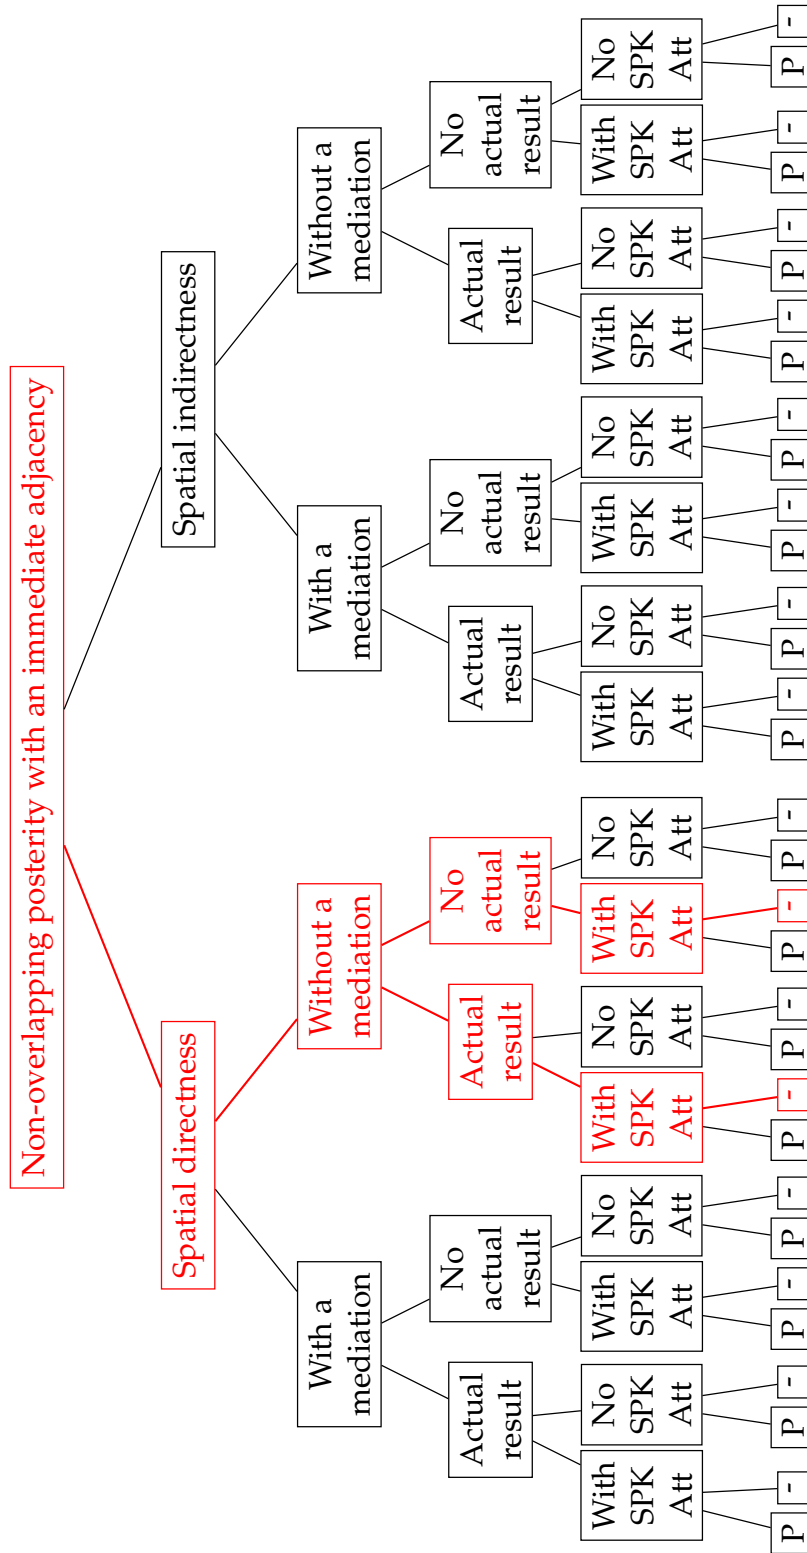 Non-overlapping posterity with an immediate adjacency
Spatial directness
Spatial indirectness
With a
mediation
Without a
mediation
With a
mediation
Without a
mediation
Actual
result
No
actual
result
Actual
result
No
actual
result
Actual
result
No
actual
result
Actual
result
No
actual
result
With
SPK
Att
No
SPK
Att
With
SPK
Att
No
SPK
Att
With
SPK
Att
No
SPK
Att
With
SPK
Att
No
SPK
Att
With
SPK
Att
No
SPK
Att
With
SPK
Att
No
SPK
Att
With
SPK
Att
No
SPK
Att
With
SPK
Att
No
SPK
Att
P
-
P
-
P
-
P
-
P
-
P
-
P
-
P
-
P
-
P
-
P
-
P
-
P
-
P
-
P
-
P
-